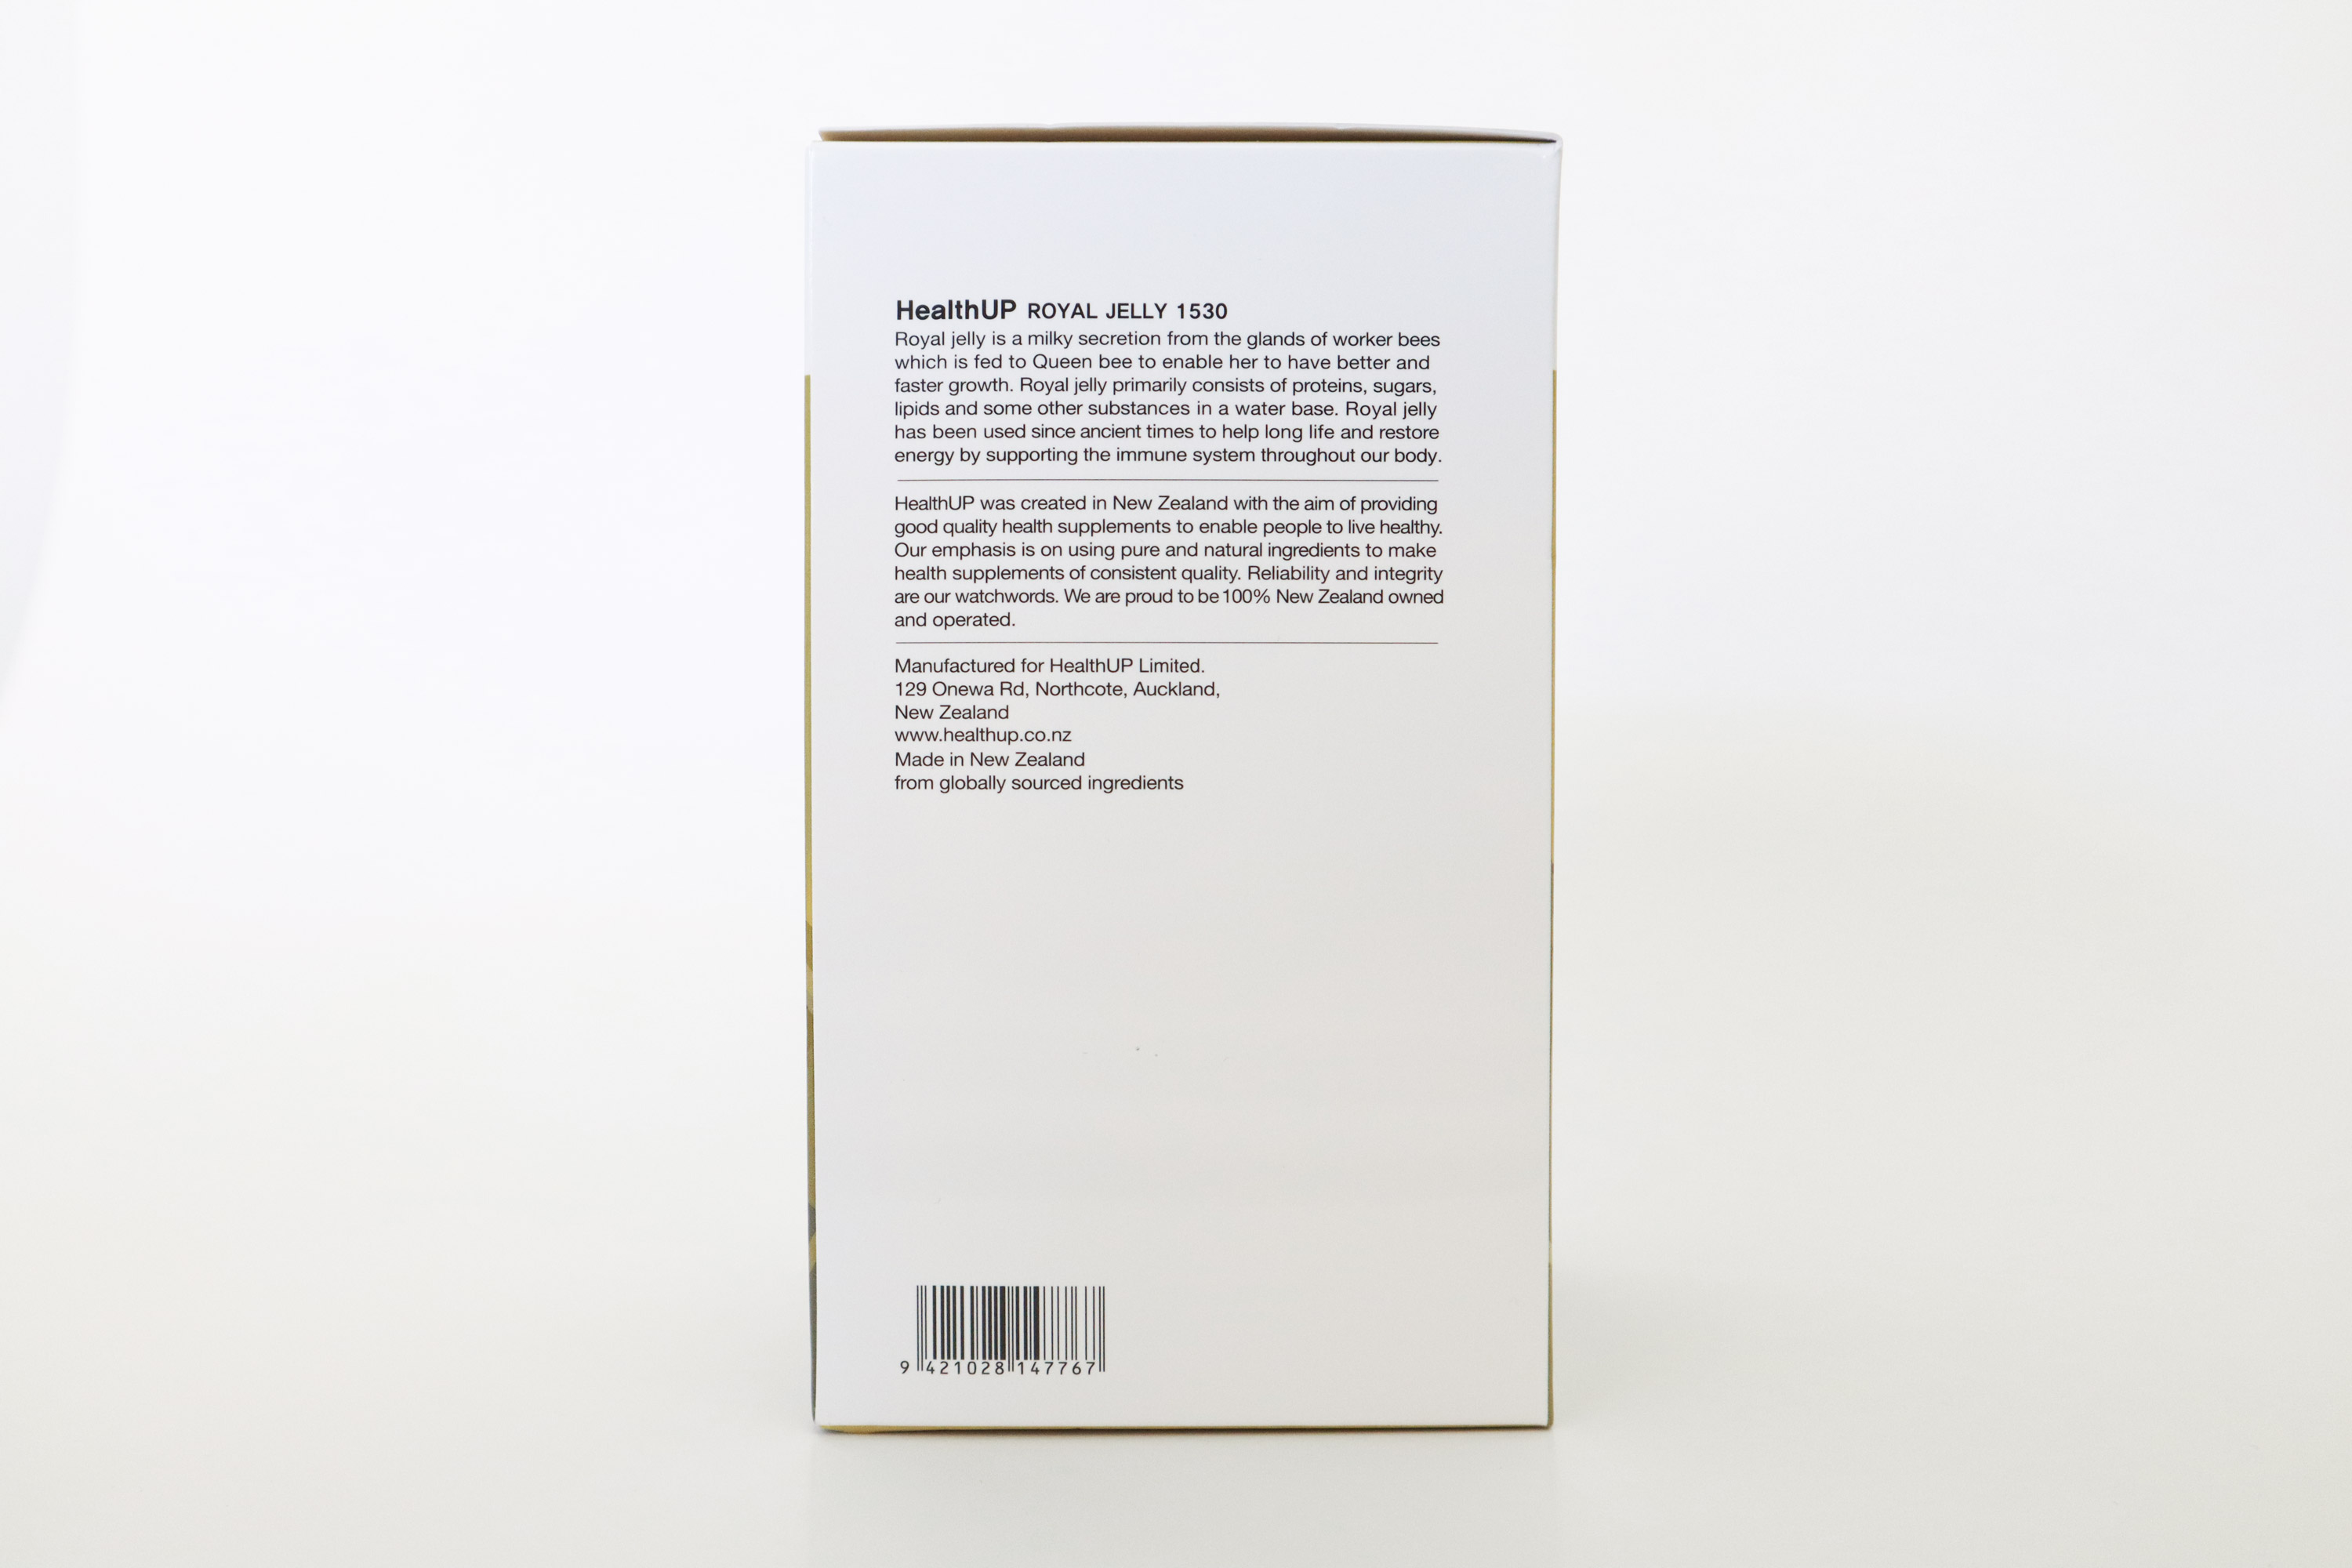 HealthUP ROYAL JELLY 1530
Royal jelly is a milky secretion from the glands of worker bees
which is fed to Queen bee to enable her to have better and
faster growth. Royal jelly primarily consists of proteins, sugars,
lipids and some other substances in a water base. Royal jelly
has been used since ancient times to help long life and restore
energy by supporting the immune system throughout our body.
HealthUP was created in New Zealand with the aim of providing
good quality health supplements to enable people to live healthy.
Our emphasis is on using pure and natural ingredients to make
health supplements of consistent quality. Reliability and integrity
are our watchwords. We are proud to be 100% New Zealand owned
and operated.
Manufactured for HealthUP Limited.
129 Onewa Rd, Northcote, Auckland,
New Zealand
www.healthup.co.nz
Made in New Zealand
from globally sourced ingredients
9 421028 147767